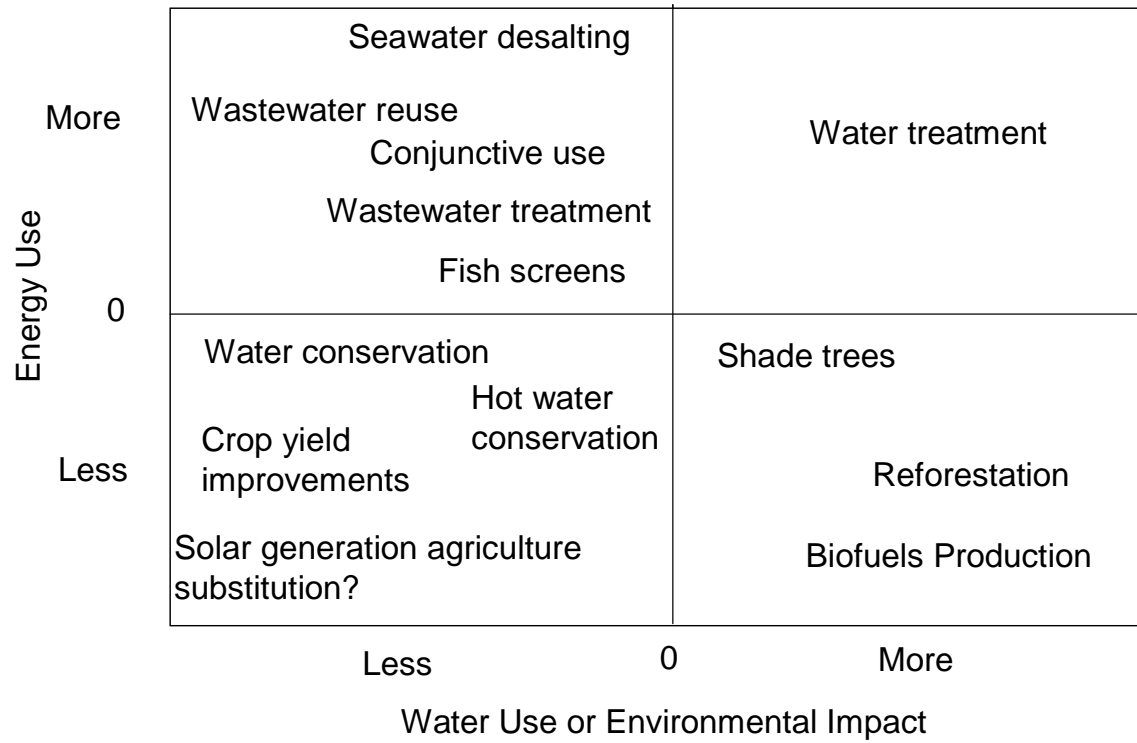 Seawater desalting
More
Wastewater reuse
Water treatment
Conjunctive use
Wastewater treatment
Fish screens
Energy Use
0
Water conservation
Shade trees
Hot water
conservation
Crop yield
improvements
Less
Reforestation
Solar generation agriculture
substitution?
Biofuels Production
Less
0
More
Water Use or Environmental Impact